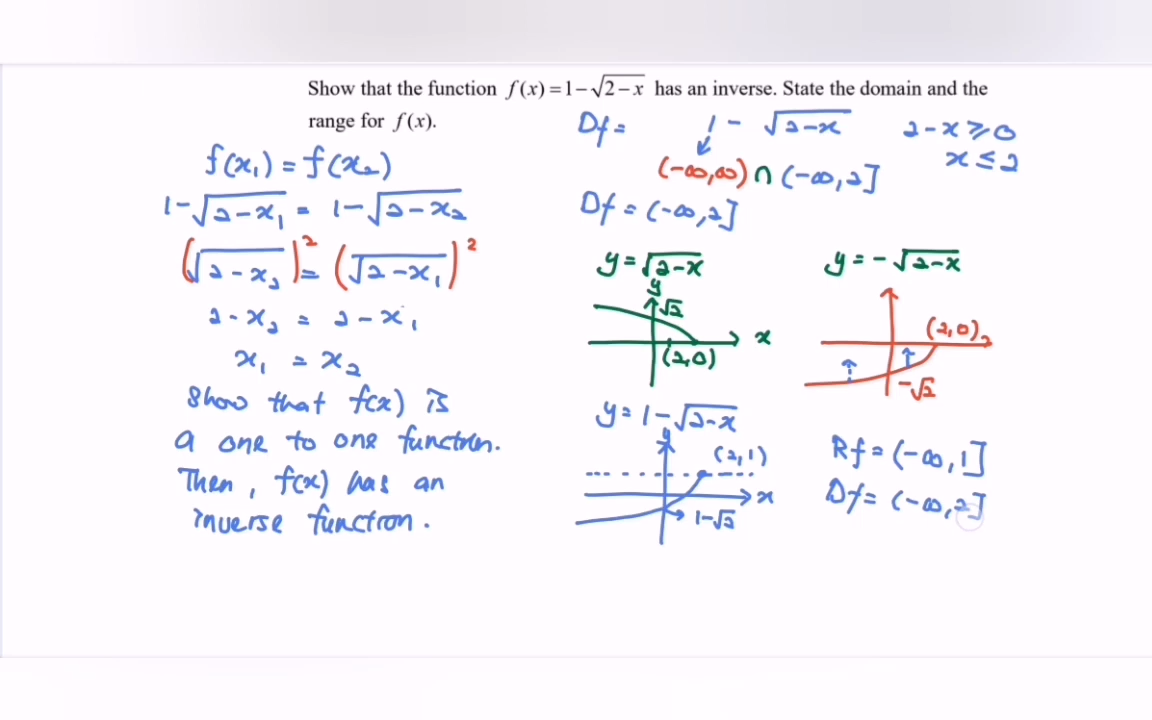 Show that the function f(x)=1−√(2−x) has an inverse. State the domain and the
range for f(x).
f(x₁) = f(x₂)
1−√(2−x₁) = 1−√(2−x₂)
(√(2−x₂))² = (√(2−x₁))²
2−x₂ = 2−x₁
x₁ = x₂
Show that f(x) is
a one to one function.
Then, f(x) has an
inverse function.
Df = 1 − √(2−x) 2−x ⩾ 0
x ≤ 2
(−∞,∞) ∩ (−∞,2]
Df = (−∞,2]
y = √(2−x)
y
√2
x
(2,0)
y = −√(2−x)
(2,0)
2
−√2
y = 1−√(2−x)
y
(2,1)
x
1−√2
Rf = (−∞,1]
Df = (−∞,2]